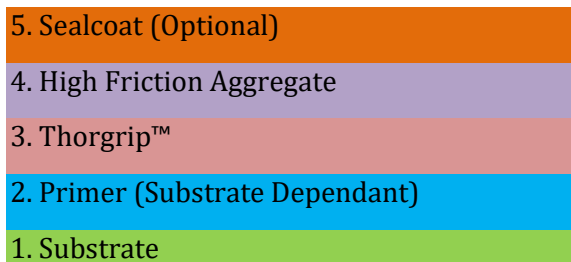 5. Sealcoat (Optional)
4. High Friction Aggregate
3. Thorgrip™
2. Primer (Substrate Dependant)
1. Substrate